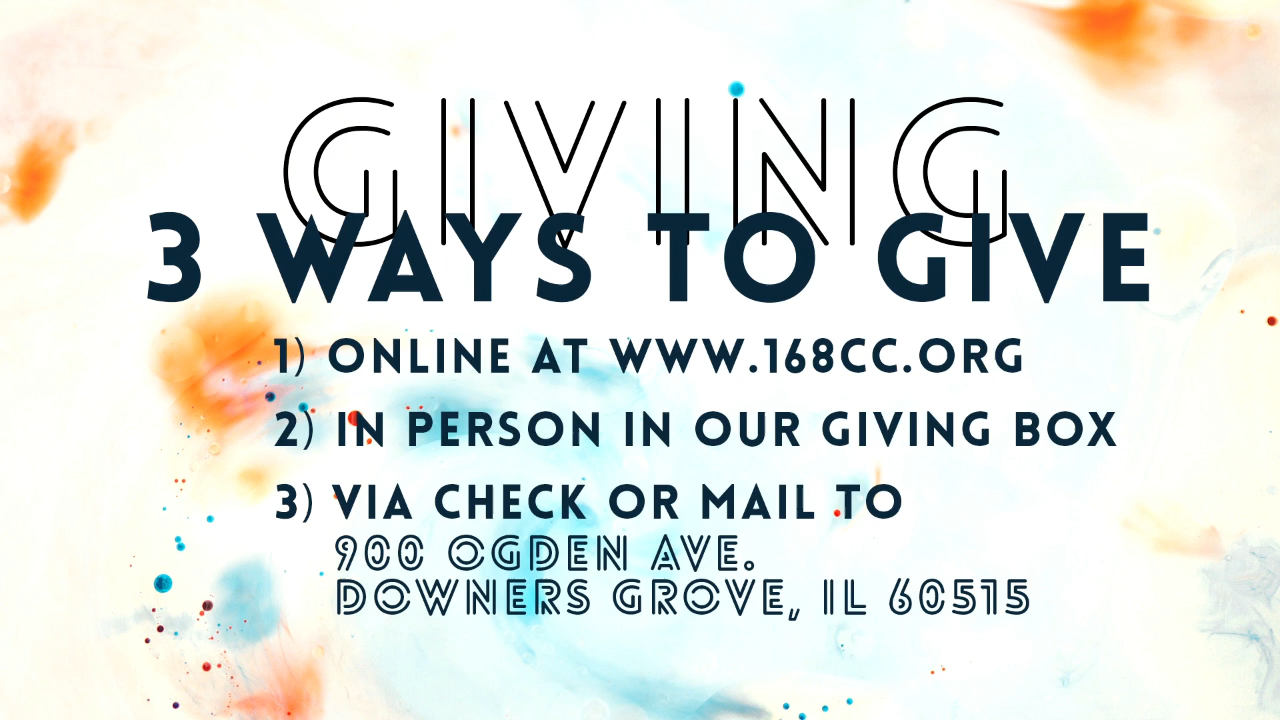 GIVING
3 WAYS TO GIVE
1) ONLINE AT WWW.168CC.ORG
2) IN PERSON IN OUR GIVING BOX
3) VIA CHECK OR MAIL TO
900 OGDEN AVE.
DOWNERS GROVE, IL 60515